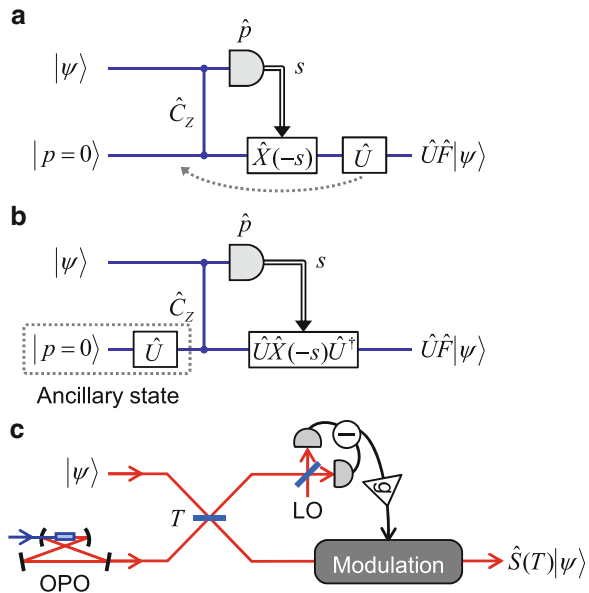 a
p̂
|ψ⟩
s
Ĉ_Z
|p=0⟩ X̂(−s) Û ÛF̂|ψ⟩
b
p̂
|ψ⟩
s
Ĉ_Z
|p=0⟩ Û ÛX̂(−s)Û† ÛF̂|ψ⟩
Ancillary state
c
|ψ⟩
−
g
LO
T
OPO
Modulation Ŝ(T)|ψ⟩